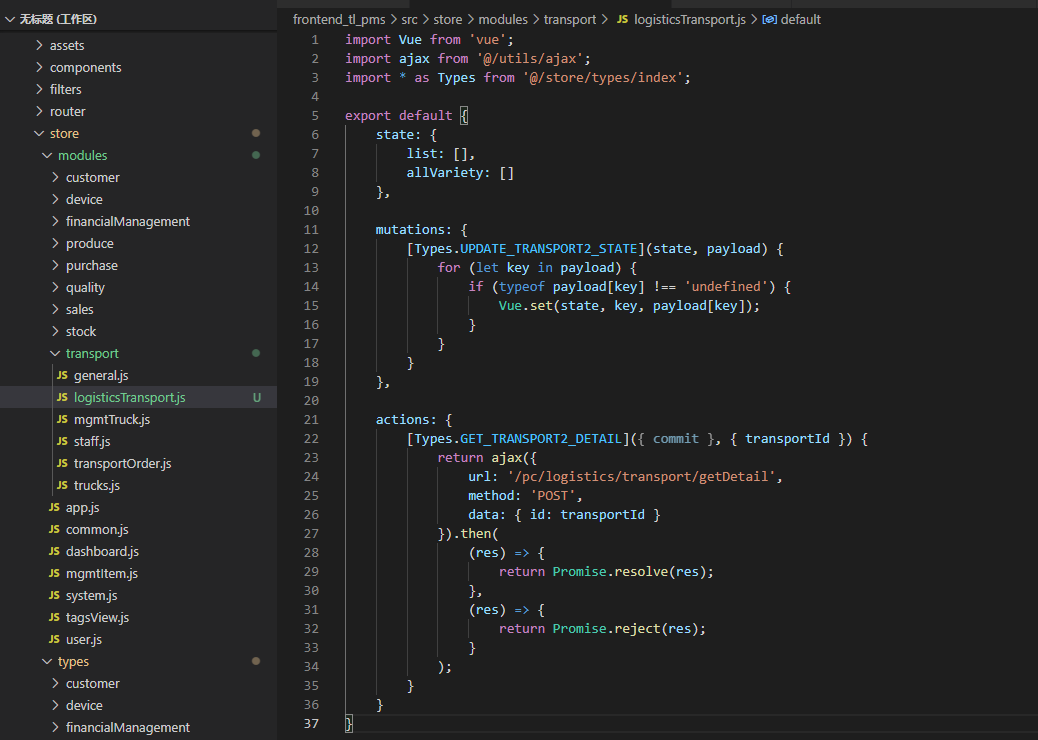 无标题 (工作区)
assets
components
filters
router
store
modules
customer
device
financialManagement
produce
purchase
quality
sales
stock
transport
JS general.js
JS logisticsTransport.js U
JS mgmtTruck.js
JS staff.js
JS transportOrder.js
JS trucks.js
JS app.js
JS common.js
JS dashboard.js
JS mgmtItem.js
JS system.js
JS tagsView.js
JS user.js
types
customer
device
financialManagement
frontend_tl_pms > src > store > modules > transport > JS logisticsTransport.js > default
1 import Vue from 'vue';
2 import ajax from '@/utils/ajax';
3 import * as Types from '@/store/types/index';
4
5 export default {
6 state: {
7 list: [],
8 allVariety: []
9 },
10
11 mutations: {
12 [Types.UPDATE_TRANSPORT2_STATE](state, payload) {
13 for (let key in payload) {
14 if (typeof payload[key] !== 'undefined') {
15 Vue.set(state, key, payload[key]);
16 }
17 }
18 }
19 },
20
21 actions: {
22 [Types.GET_TRANSPORT2_DETAIL]({ commit }, { transportId }) {
23 return ajax({
24 url: '/pc/logistics/transport/getDetail',
25 method: 'POST',
26 data: { id: transportId }
27 }).then(
28 (res) => {
29 return Promise.resolve(res);
30 },
31 (res) => {
32 return Promise.reject(res);
33 }
34 );
35 }
36 }
37 }